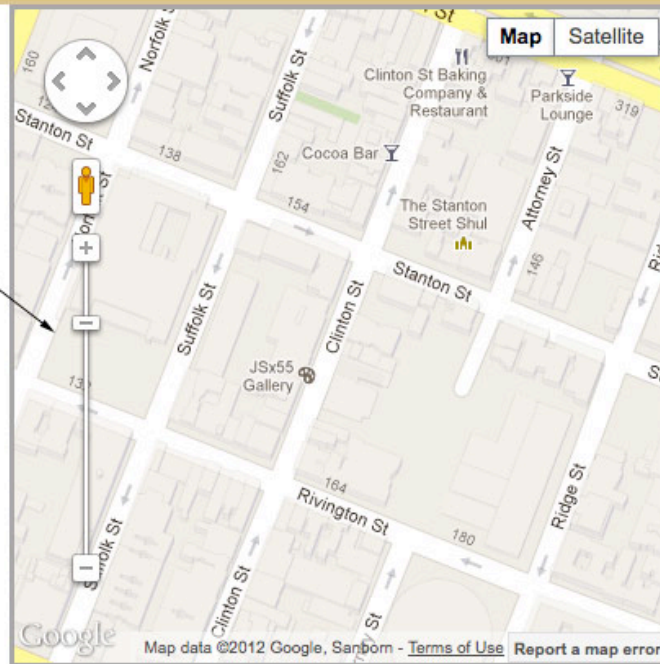 St
Map
Satellite
160
Norfolk St
Suffolk St
Clinton St Baking
Company &
Restaurant
Parkside
Lounge
319
Stanton St
138
162
Cocoa Bar
Attorney St
154
The Stanton
Street Shul
146
Stanton St
Suffolk St
Clinton St
JSx55
Gallery
164
Rivington St
180
Ridge St
Clinton St
Google
Map data ©2012 Google, Sanborn - Terms of Use
Report a map error